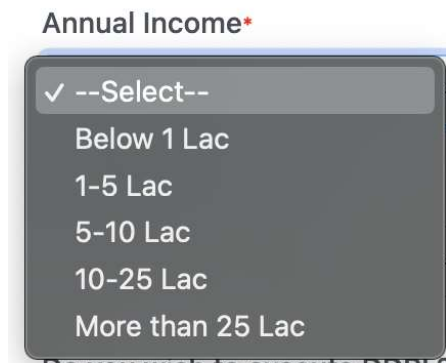 Annual Income*
✓ --Select--
Below 1 Lac
1-5 Lac
5-10 Lac
10-25 Lac
More than 25 Lac